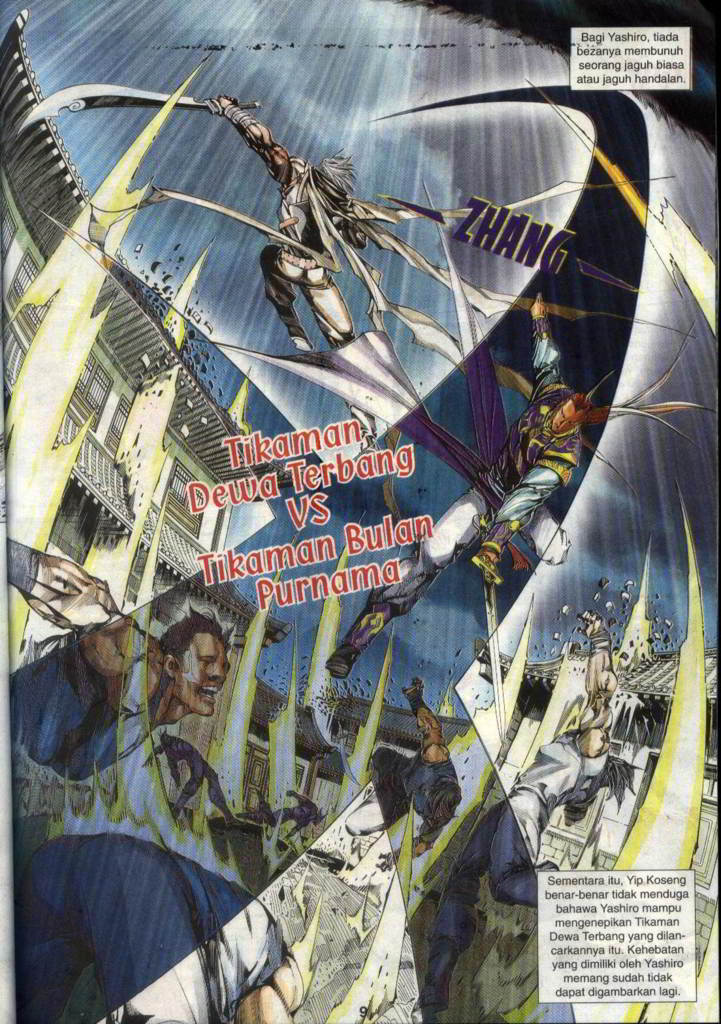 Bagi Yashiro, tiada
bezanya membunuh
seorang jaguh biasa
atau jaguh handalan.
ZHANG
Tikaman
Dewa Terbang
VS
Tikaman Bulan
Purnama
Sementara itu, Yip Koseng
benar-benar tidak menduga
bahawa Yashiro mampu
mengenepikan Tikaman
Dewa Terbang yang dilan-
carkannya itu. Kehebatan
yang dimiliki oleh Yashiro
memang sudah tidak
dapat digambarkan lagi.
9